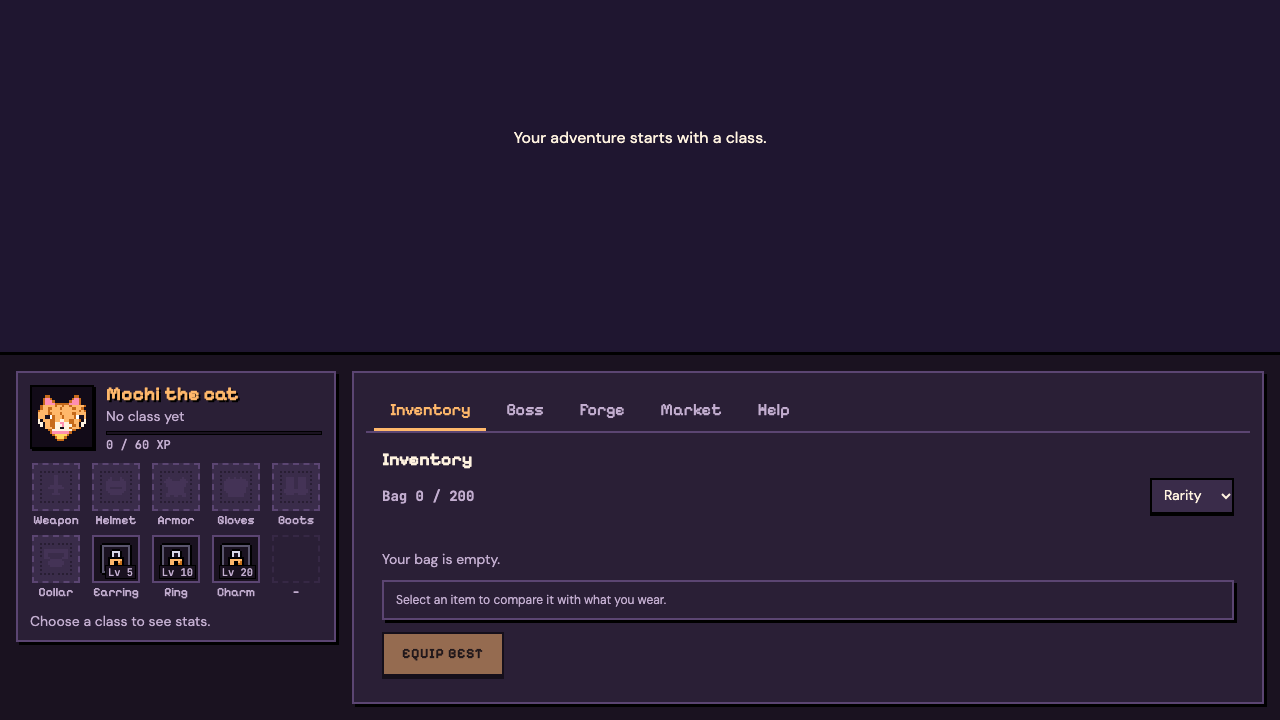 Your adventure starts with a class.
Mochi the cat
No class yet
0 / 60 XP
Weapon
Helmet
Armor
Gloves
Boots
Collar
Lv 5
Earring
Lv 10
Ring
Lv 20
Charm
-
Choose a class to see stats.
Inventory
Boss
Forge
Market
Help
Inventory
Bag 0 / 200
Rarity
Your bag is empty.
Select an item to compare it with what you wear.
EQUIP BEST